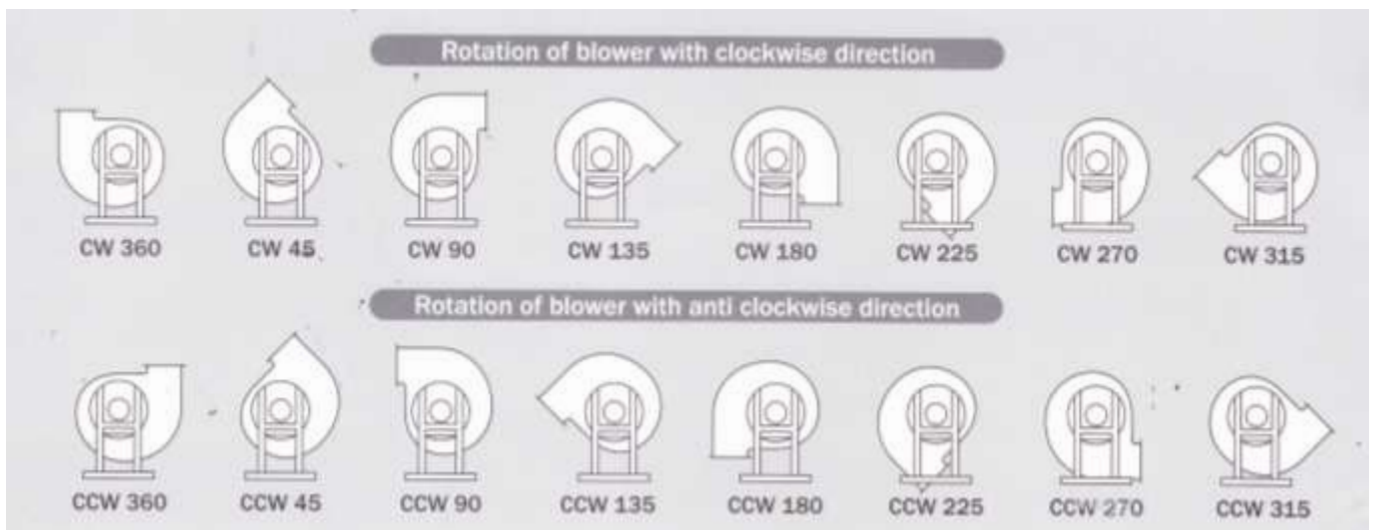 Rotation of blower with clockwise direction
CW 360 CW 45 CW 90 CW 135 CW 180 CW 225 CW 270 CW 315
Rotation of blower with anti clockwise direction
CCW 360 CCW 45 CCW 90 CCW 135 CCW 180 CCW 225 CCW 270 CCW 315